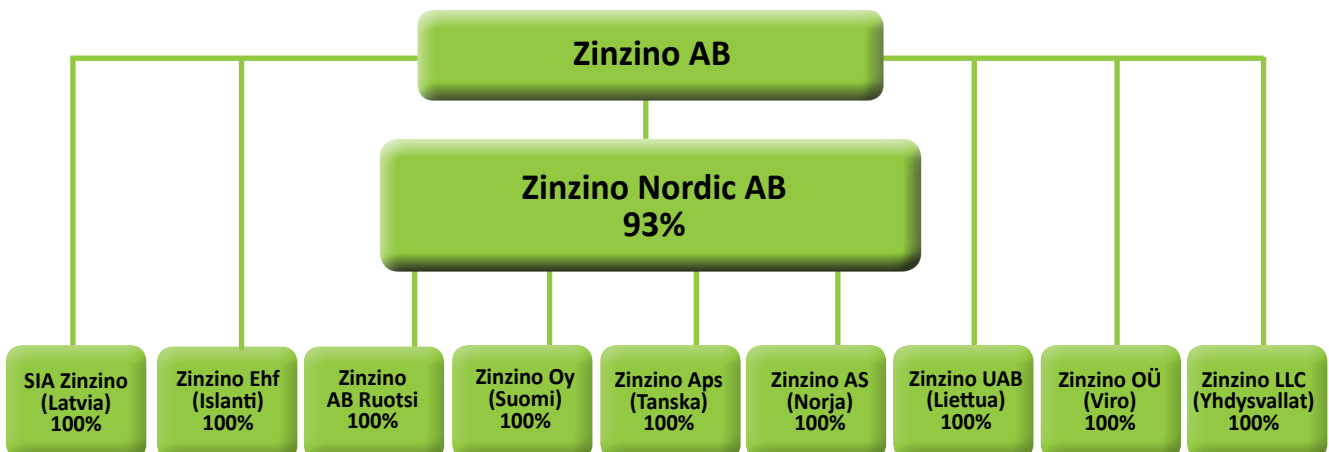 Zinzino AB
Zinzino Nordic AB
93%
SIA Zinzino
(Latvia)
100%
Zinzino Ehf
(Islanti)
100%
Zinzino
AB Ruotsi
100%
Zinzino Oy
(Suomi)
100%
Zinzino Aps
(Tanska)
100%
Zinzino AS
(Norja)
100%
Zinzino UAB
(Liettua)
100%
Zinzino OÜ
(Viro)
100%
Zinzino LLC
(Yhdysvallat)
100%